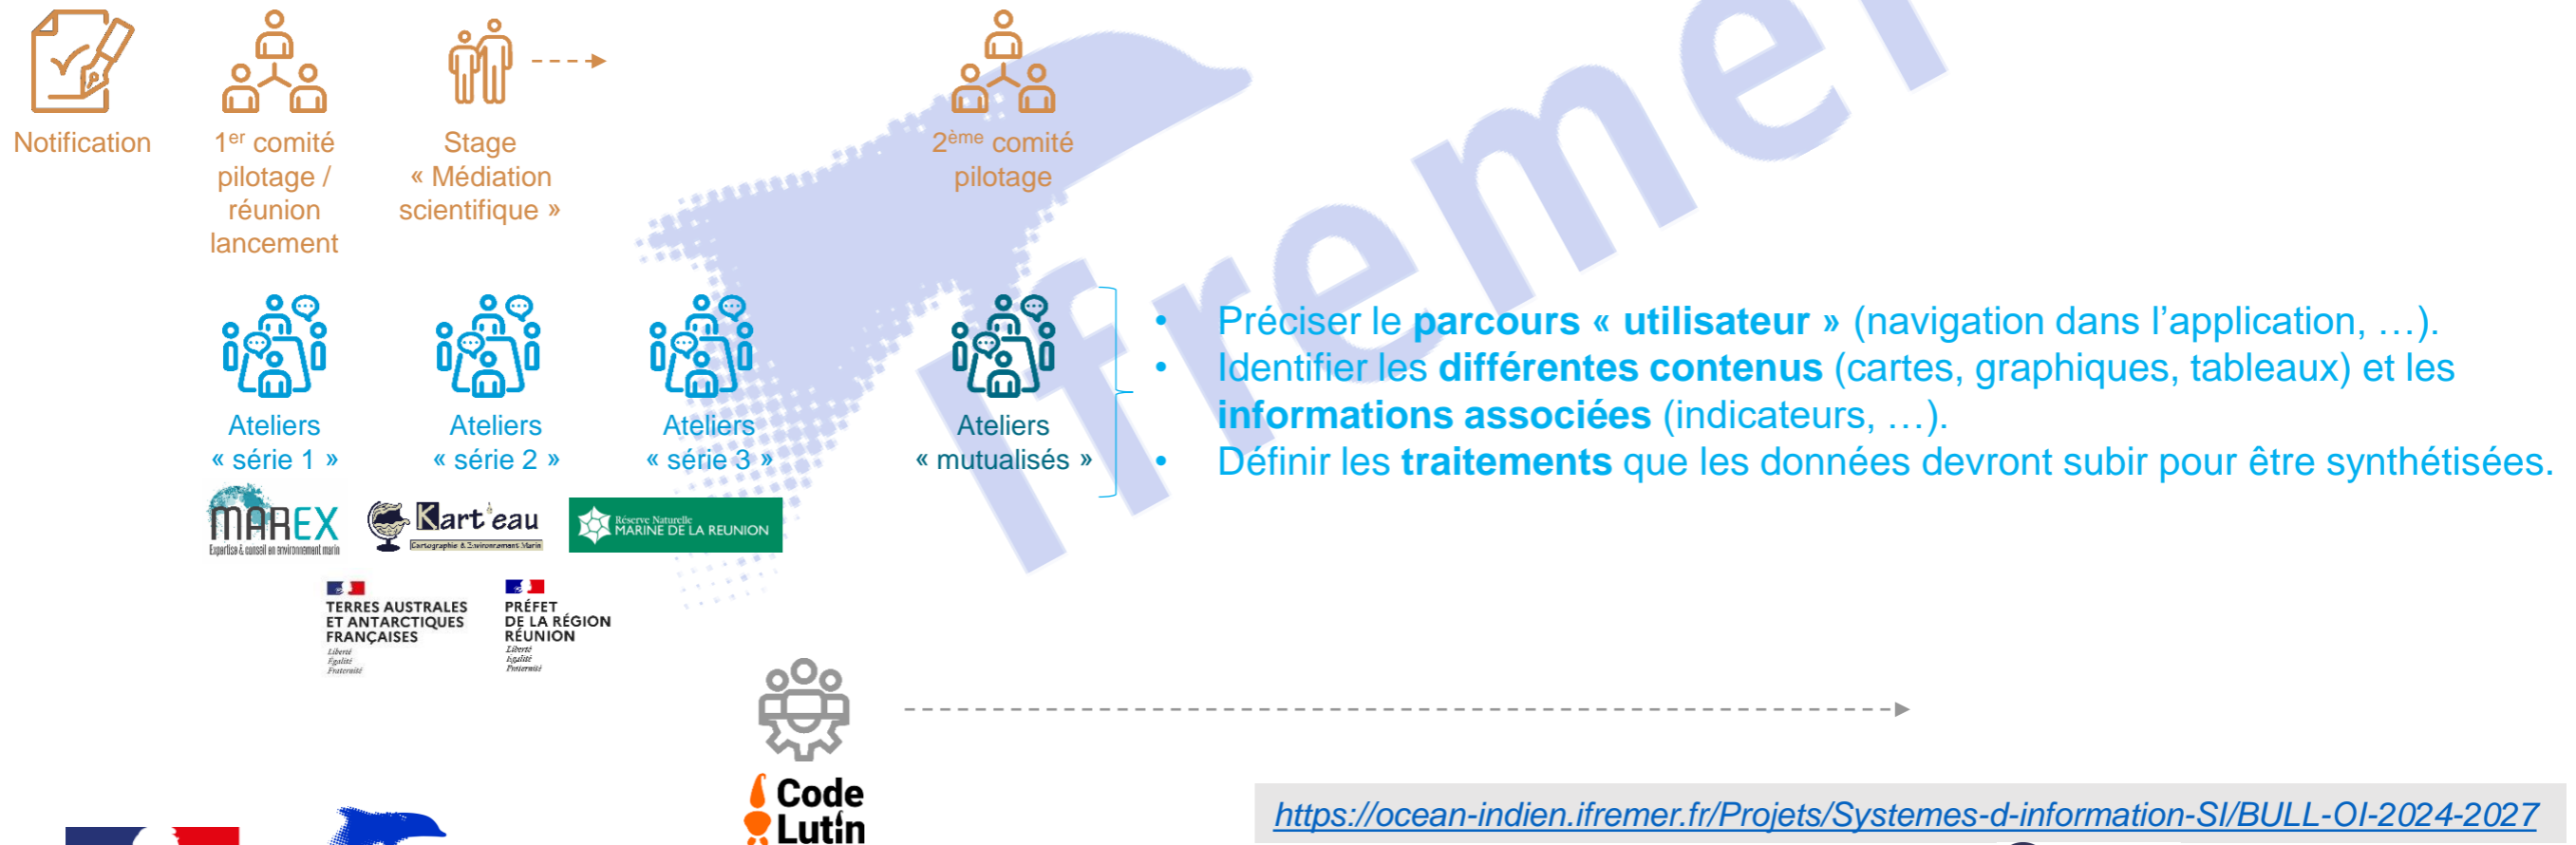 Notification
1er comité
pilotage /
réunion
lancement
Stage
« Médiation
scientifique »
2ème comité
pilotage
Ifremer
Ateliers
« série 1 »
Ateliers
« série 2 »
Ateliers
« série 3 »
Ateliers
« mutualisés »
• Préciser le parcours « utilisateur » (navigation dans l'application, …).
• Identifier les différentes contenus (cartes, graphiques, tableaux) et les
informations associées (indicateurs, …).
• Définir les traitements que les données devront subir pour être synthétisées.
MAREX
Expertise & conseil en environnement marin
Kart'eau
Cartographie & Environnement Marin
Réserve Naturelle
MARINE DE LA REUNION
TERRES AUSTRALES
ET ANTARCTIQUES
FRANÇAISES
Liberté
Égalité
Fraternité
PRÉFET
DE LA RÉGION
RÉUNION
Liberté
Égalité
Fraternité
Code
Lutin
https://ocean-indien.ifremer.fr/Projets/Systemes-d-information-SI/BULL-OI-2024-2027